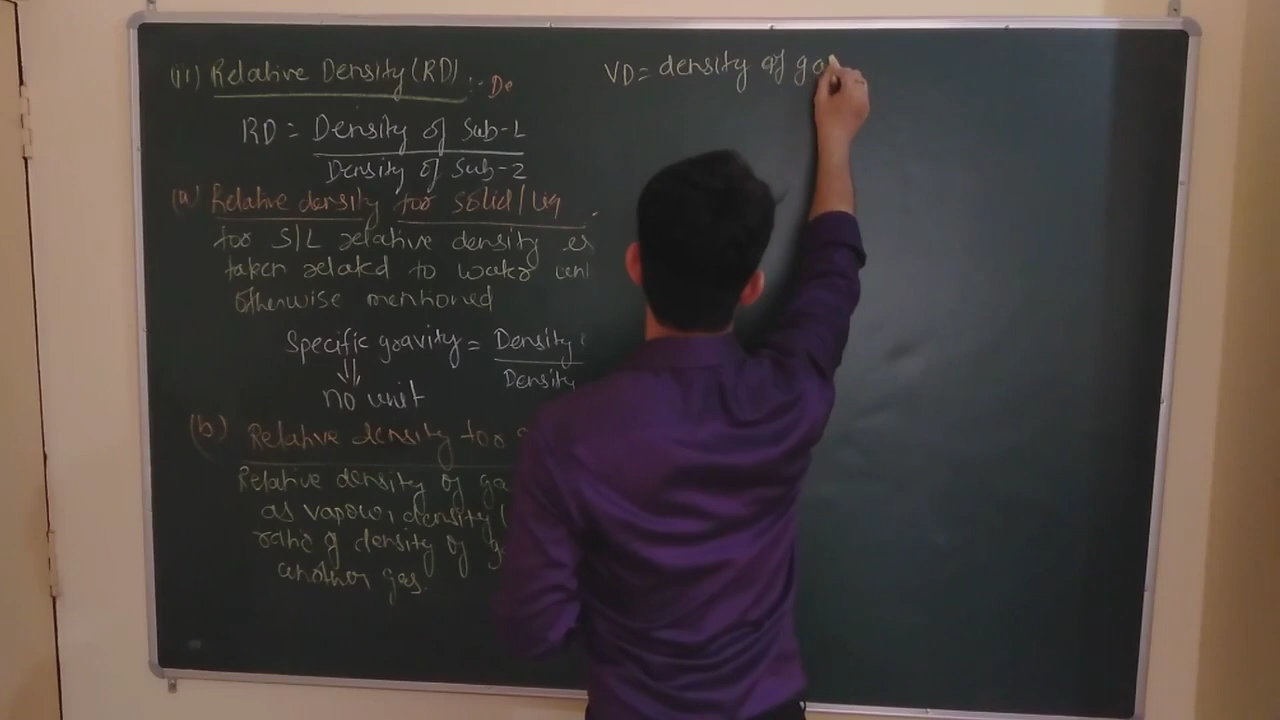 (ii) Relative Density (RD) :- De
RD = Density of Sub-1
Density of Sub-2
(a) Relative density for solid/Liq
for S/L relative density
taken related to water
otherwise mentioned
Specific gravity = Density
Density
no unit
(b) Relative density for
Relative density of ga
as vapour density (
ratio of density of
another gas.
VD = density of ga